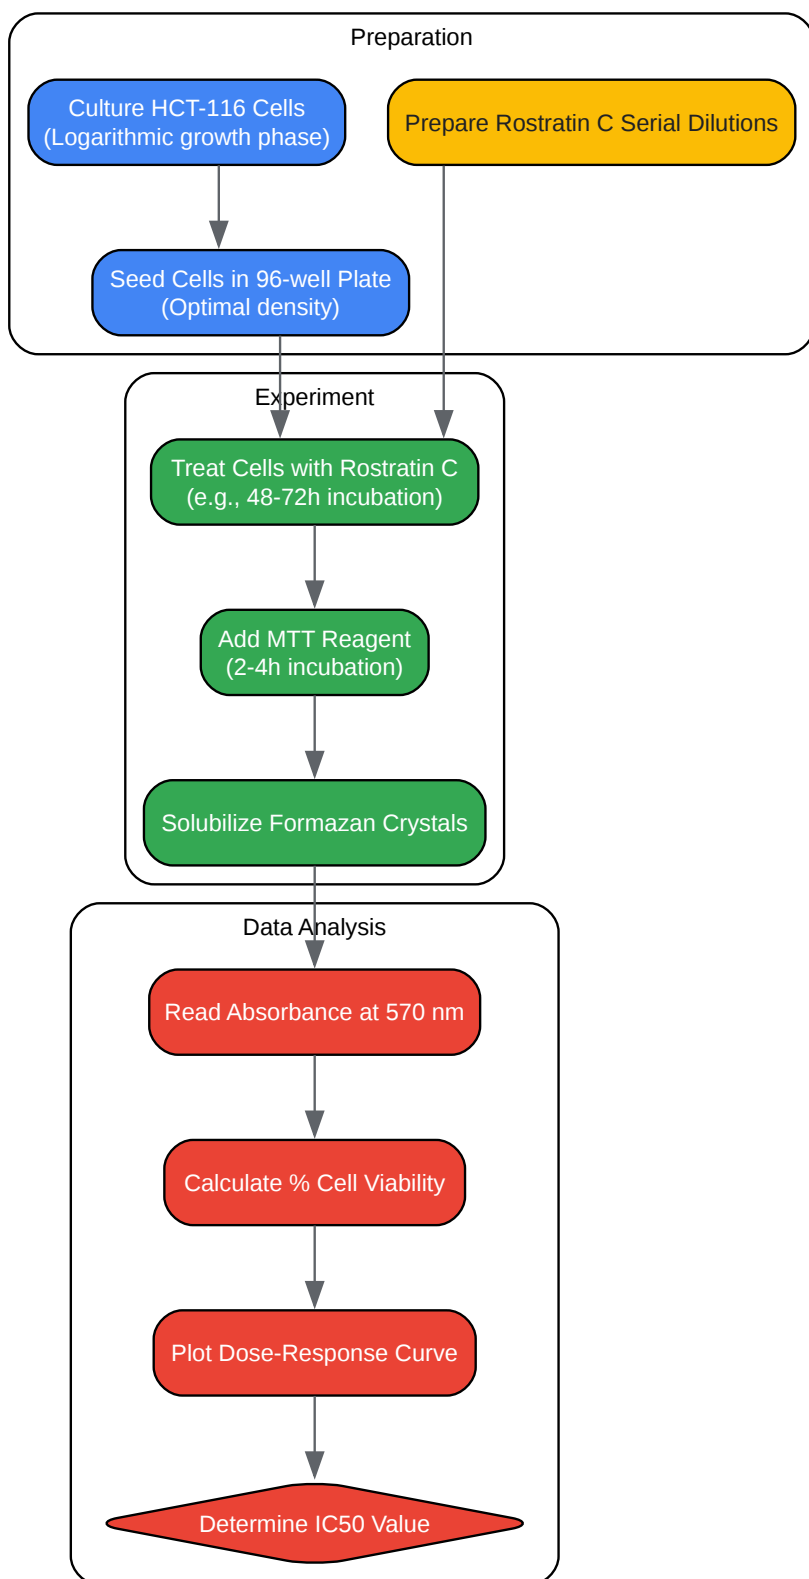 Preparation
Culture HCT-116 Cells
(Logarithmic growth phase)
Prepare Rostratin C Serial Dilutions
Seed Cells in 96-well Plate
(Optimal density)
Experiment
Treat Cells with Rostratin C
(e.g., 48-72h incubation)
Add MTT Reagent
(2-4h incubation)
Solubilize Formazan Crystals
Data Analysis
Read Absorbance at 570 nm
Calculate % Cell Viability
Plot Dose-Response Curve
Determine IC50 Value